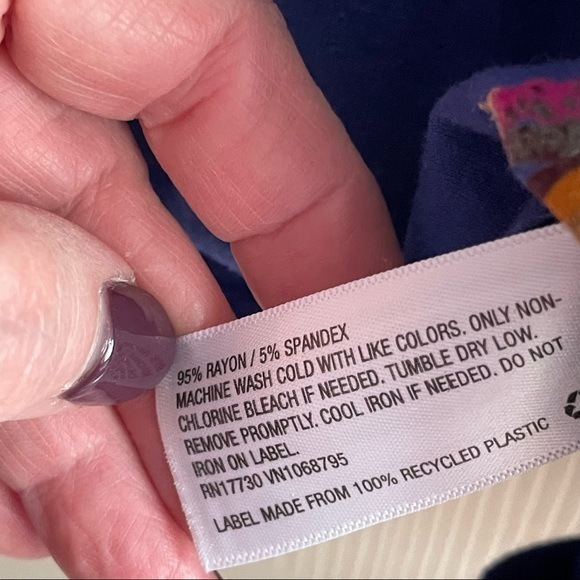 95% RAYON / 5% SPANDEX
MACHINE WASH COLD WITH LIKE COLORS. ONLY NON-
CHLORINE BLEACH IF NEEDED. TUMBLE DRY LOW.
REMOVE PROMPTLY. COOL IRON IF NEEDED. DO NOT
IRON ON LABEL.
RN17730 VN1068795
LABEL MADE FROM 100% RECYCLED PLASTIC